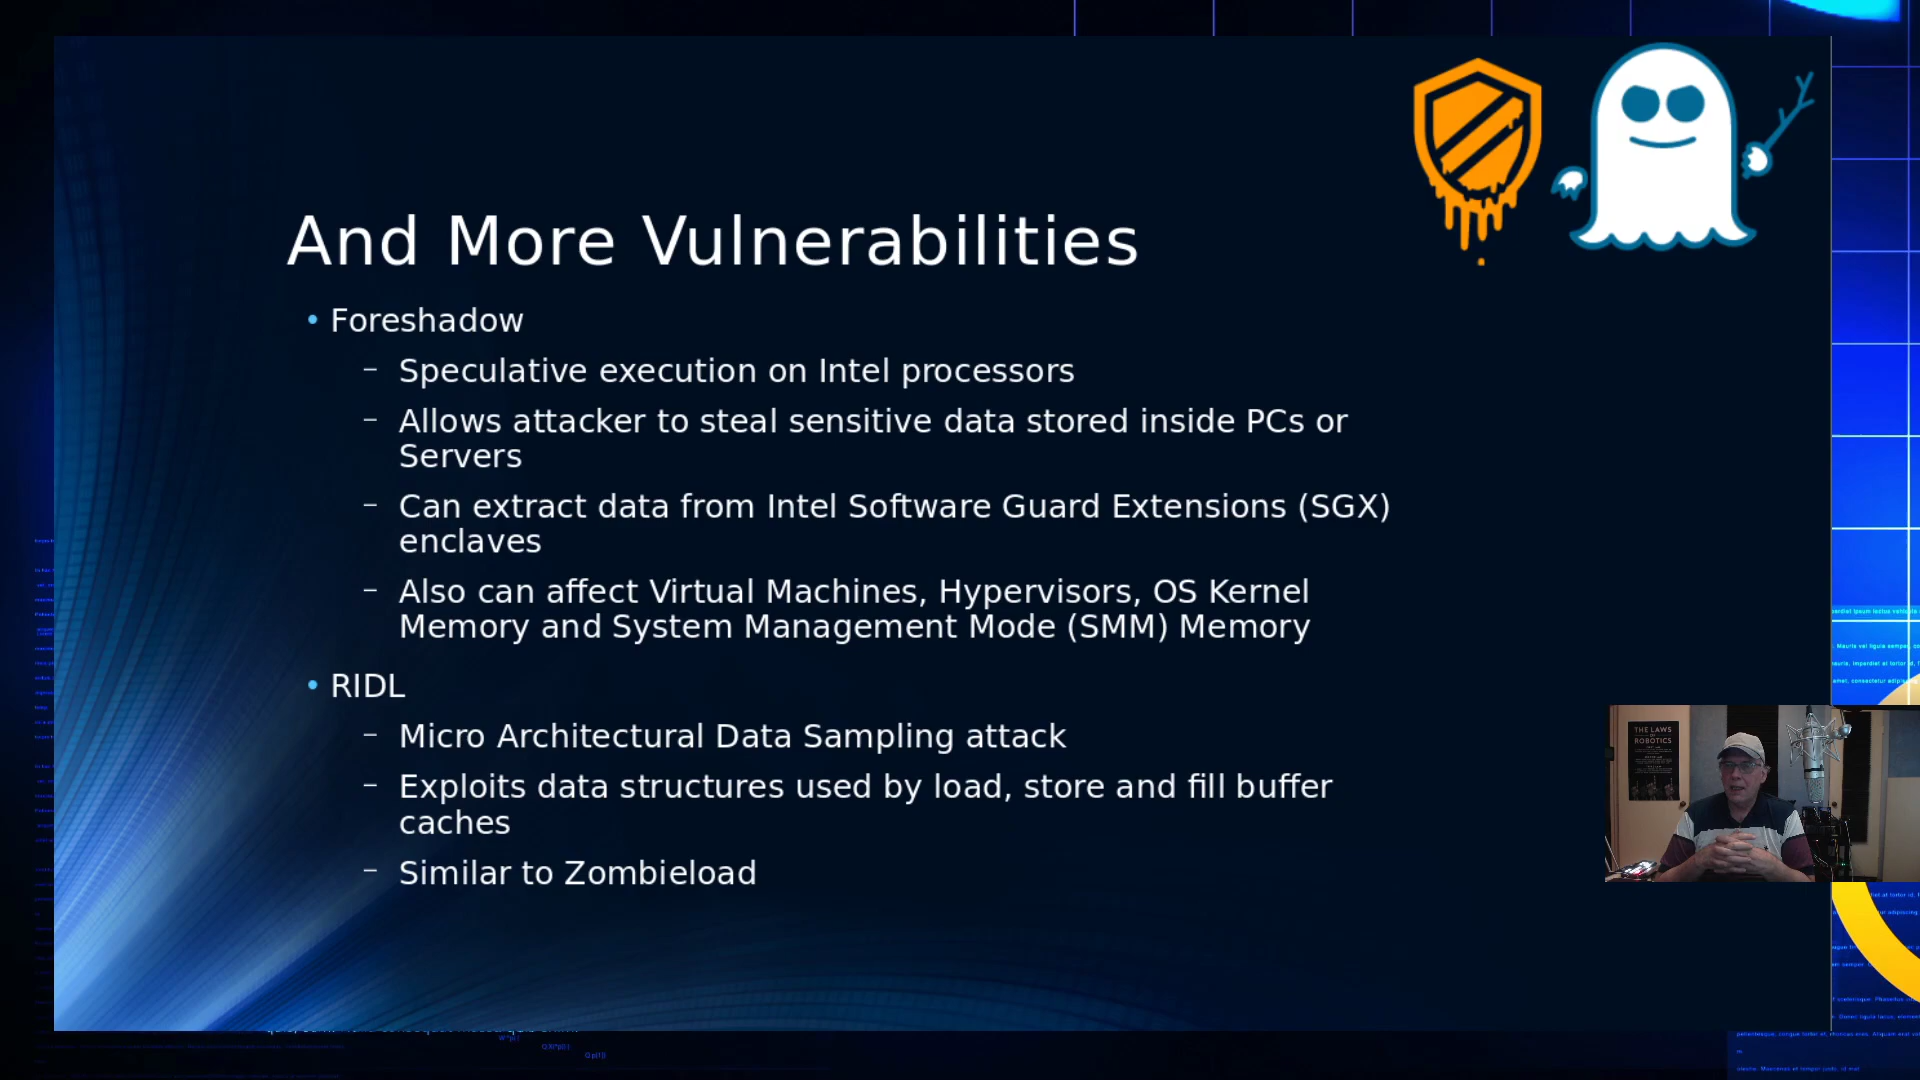 And More Vulnerabilities
• Foreshadow
– Speculative execution on Intel processors
– Allows attacker to steal sensitive data stored inside PCs or
Servers
– Can extract data from Intel Software Guard Extensions (SGX)
enclaves
– Also can affect Virtual Machines, Hypervisors, OS Kernel
Memory and System Management Mode (SMM) Memory
• RIDL
– Micro Architectural Data Sampling attack
– Exploits data structures used by load, store and fill buffer
caches
– Similar to Zombieload
THE LAWS
OF
ROBOTICS